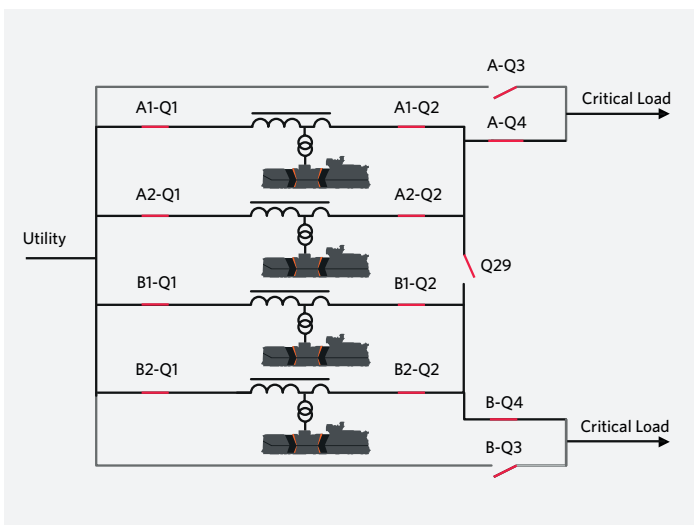 A-Q3
Critical Load
A1-Q1
A1-Q2
A-Q4
A2-Q1
A2-Q2
Utility
Q29
B1-Q1
B1-Q2
B2-Q1
B2-Q2
B-Q4
Critical Load
B-Q3